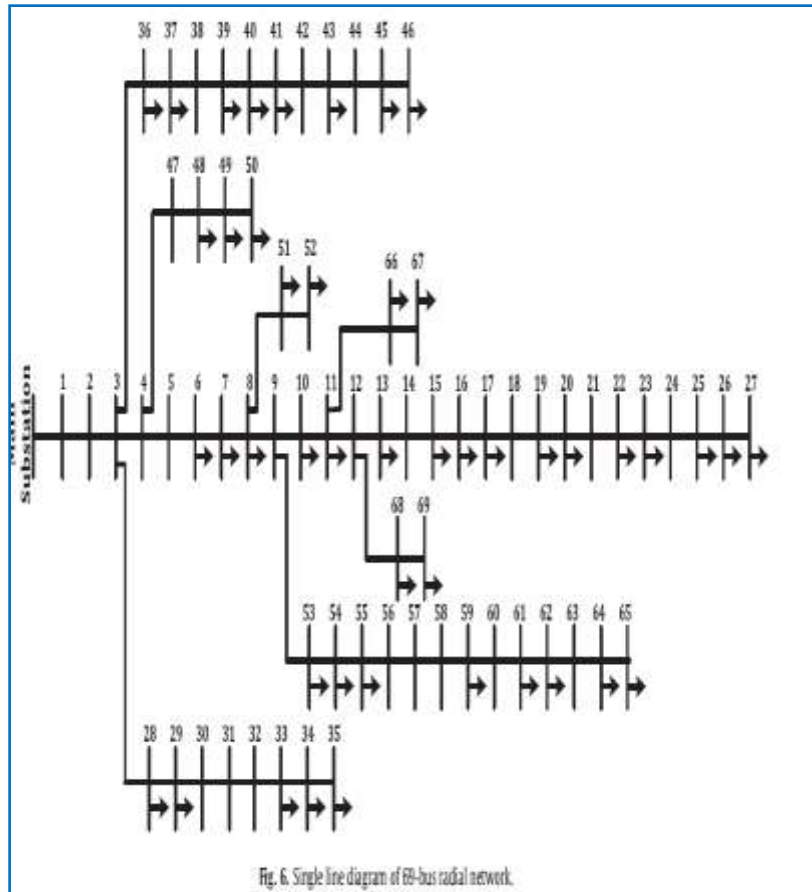 36 37 38 39 40 41 42 43 44 45 46
47 48 49 50
51 52
66 67
Main
Substation
1 2 3 4 5 6 7 8 9 10 11 12 13 14 15 16 17 18 19 20 21 22 23 24 25 26 27
68 69
53 54 55 56 57 58 59 60 61 62 63 64 65
28 29 30 31 32 33 34 35
Fig. 6. Single line diagram of 69-bus radial network.